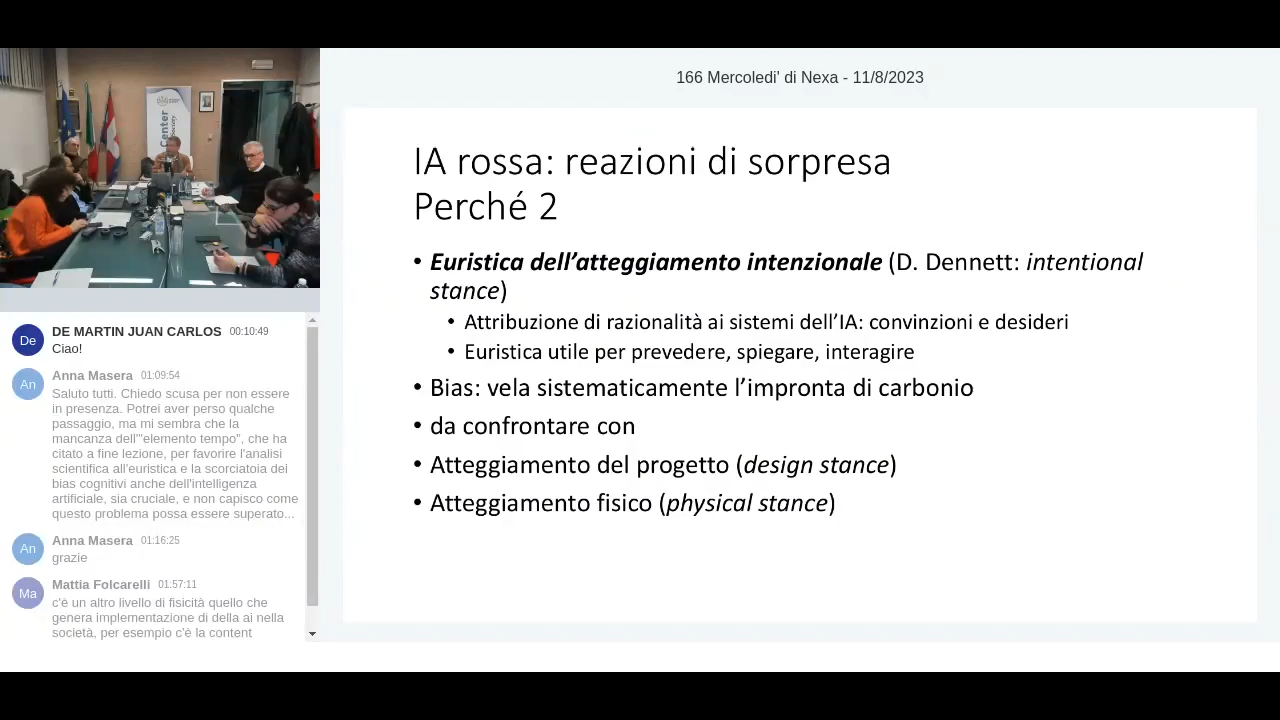 166 Mercoledi' di Nexa - 11/8/2023
IA rossa: reazioni di sorpresa
Perché 2
• Euristica dell'atteggiamento intenzionale (D. Dennett: intentional
stance)
• Attribuzione di razionalità ai sistemi dell'IA: convinzioni e desideri
• Euristica utile per prevedere, spiegare, interagire
• Bias: vela sistematicamente l'impronta di carbonio
• da confrontare con
• Atteggiamento del progetto (design stance)
• Atteggiamento fisico (physical stance)
Center
De
DE MARTIN JUAN CARLOS 00:10:49
Ciao!
An
Anna Masera 01:09:54
Saluto tutti. Chiedo scusa per non essere
in presenza. Potrei aver perso qualche
passaggio, ma mi sembra che la
mancanza dell'"elemento tempo", che ha
citato a fine lezione, per favorire l'analisi
scientifica all'euristica e la scorciatoia dei
bias cognitivi anche dell'intelligenza
artificiale, sia cruciale, e non capisco come
questo problema possa essere superato...
An
Anna Masera 01:16:25
grazie
Ma
Mattia Folcarelli 01:57:11
c'è un altro livello di fisicità quello che
genera implementazione di della ai nella
società, per esempio c'è la content